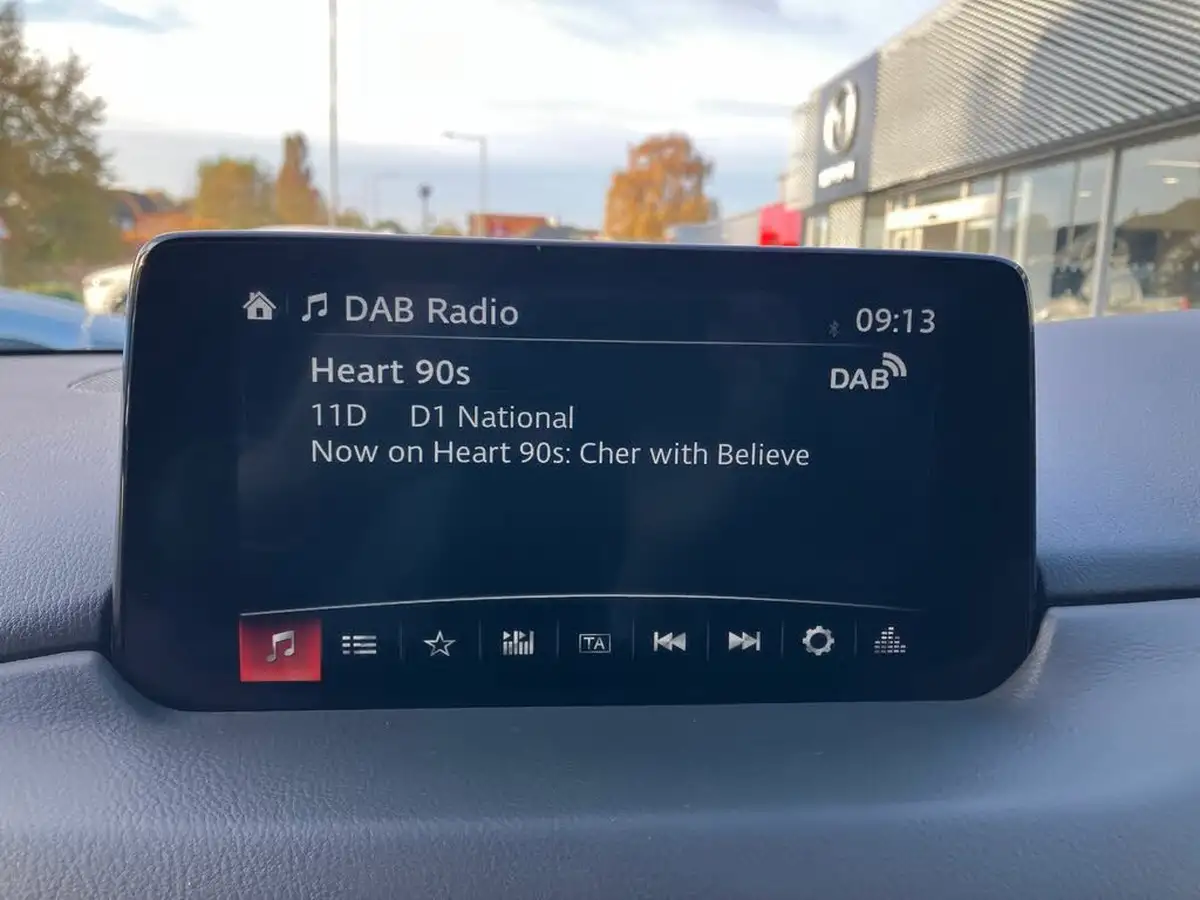 DAB Radio 09:13
Heart 90s DAB
11D D1 National
Now on Heart 90s: Cher with Believe
TA